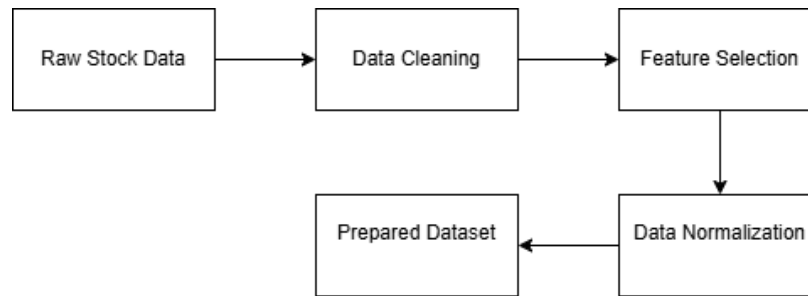 Raw Stock Data
Data Cleaning
Feature Selection
Data Normalization
Prepared Dataset